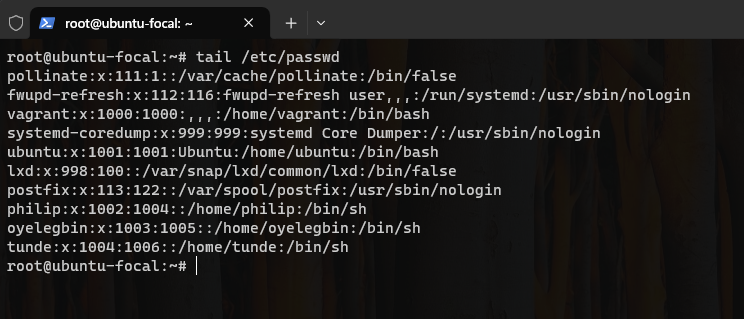 root@ubuntu-focal: ~
root@ubuntu-focal:~# tail /etc/passwd
pollinate:x:111:1::/var/cache/pollinate:/bin/false
fwupd-refresh:x:112:116:fwupd-refresh user,,,:/run/systemd:/usr/sbin/nologin
vagrant:x:1000:1000:,,,:/home/vagrant:/bin/bash
systemd-coredump:x:999:999:systemd Core Dumper:/:/usr/sbin/nologin
ubuntu:x:1001:1001:Ubuntu:/home/ubuntu:/bin/bash
lxd:x:998:100::/var/snap/lxd/common/lxd:/bin/false
postfix:x:113:122::/var/spool/postfix:/usr/sbin/nologin
philip:x:1002:1004::/home/philip:/bin/sh
oyelegbin:x:1003:1005::/home/oyelegbin:/bin/sh
tunde:x:1004:1006::/home/tunde:/bin/sh
root@ubuntu-focal:~#